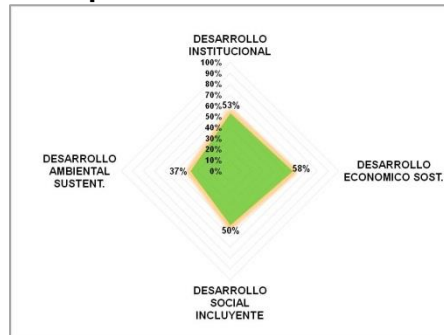 DESARROLLO
INSTITUCIONAL
100%
90%
80%
70%
60%
53%
50%
40%
30%
20%
10%
0%
37%
58%
DESARROLLO
AMBIENTAL
SUSTENT.
DESARROLLO
ECONOMICO SOST.
50%
DESARROLLO
SOCIAL
INCLUYENTE